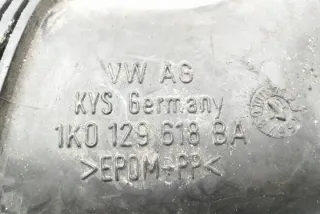 VW AG
KYS Germany
1K0 129 618 BA
>EPDM+PP<